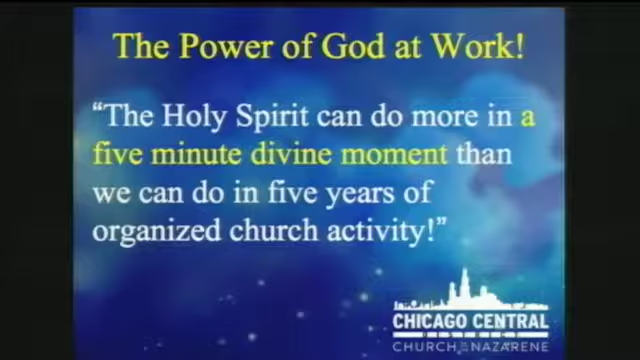 The Power of God at Work!
“The Holy Spirit can do more in a
five minute divine moment than
we can do in five years of
organized church activity!”
CHICAGO CENTRAL
DISTRICT
CHURCH OF THE NAZARENE